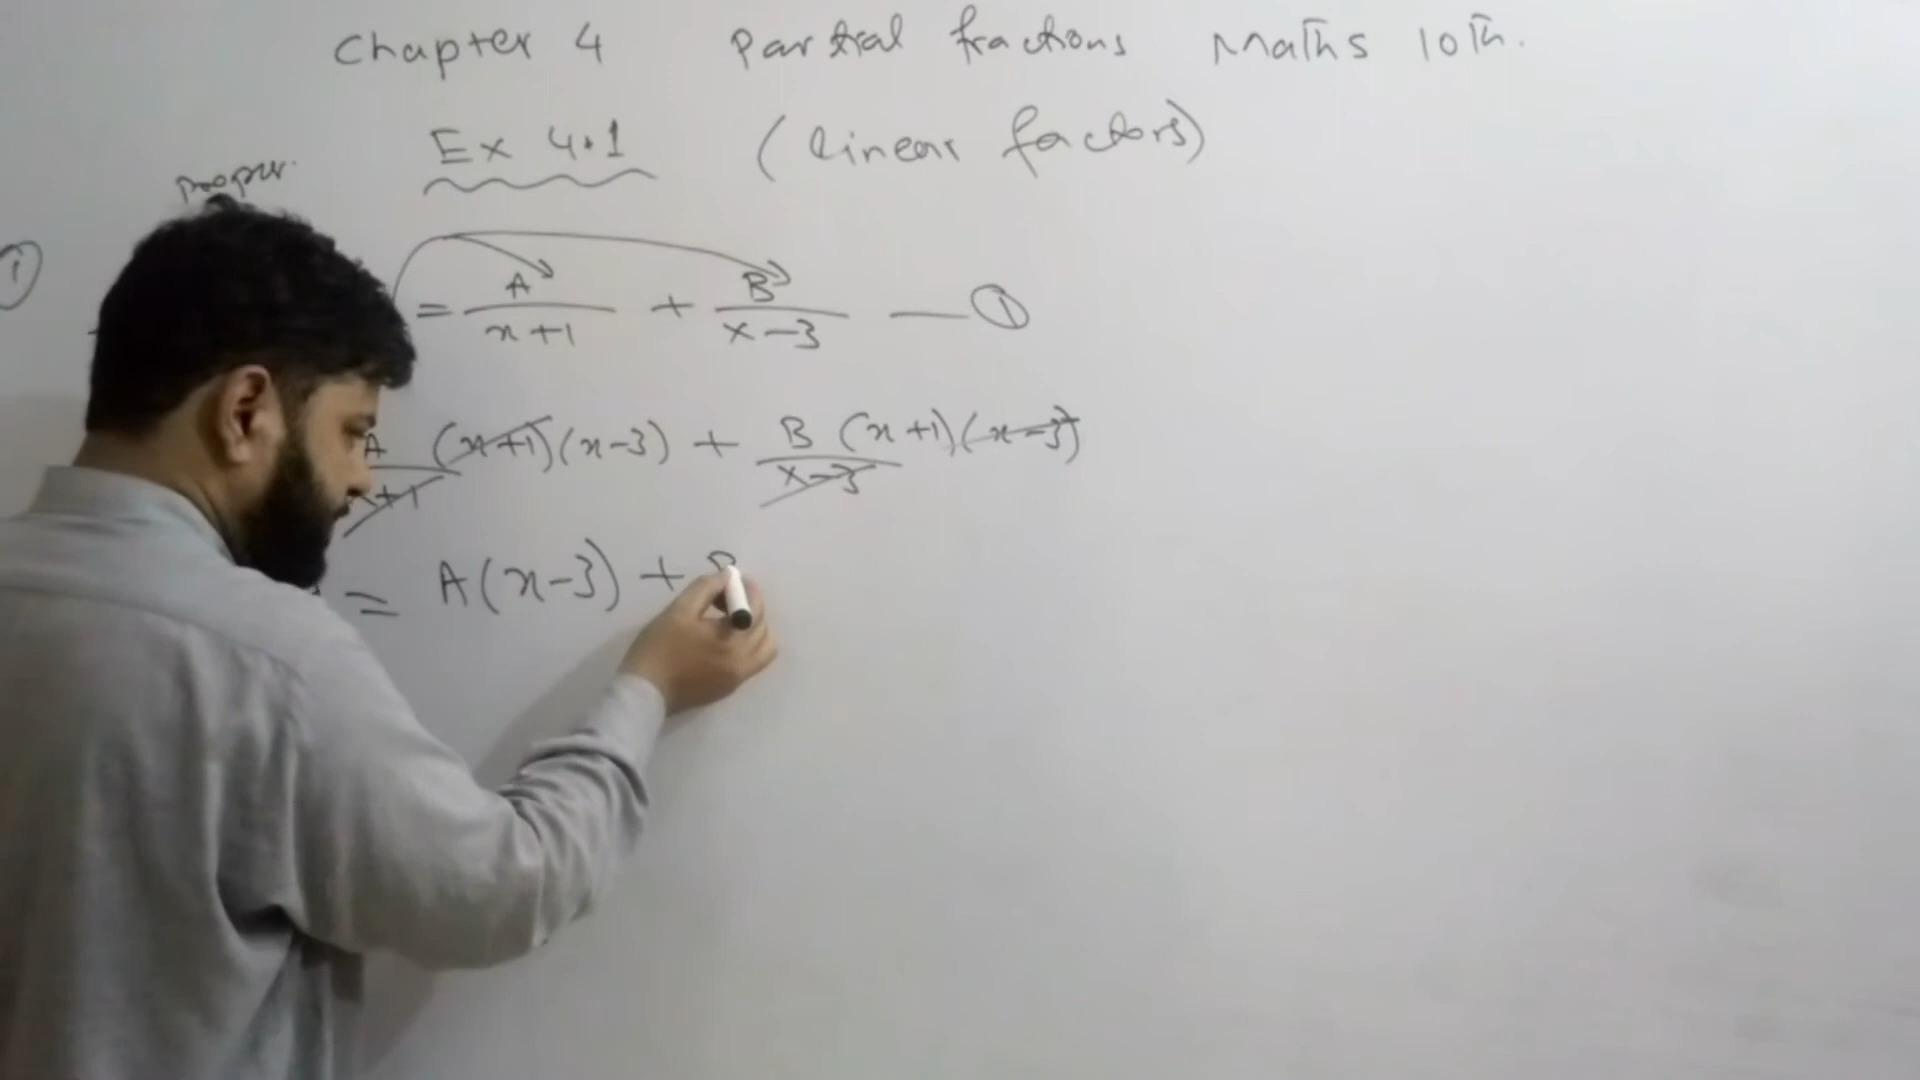 Chapter 4 Partial fractions Maths 10th.
Ex 4.1 (linear factors)
proper.
① = A/(x+1) + B/(x-3) — ①
A/(x+1) (x+1)(x-3) + B/(x-3) (x+1)(x-3)
= A(x-3) + B